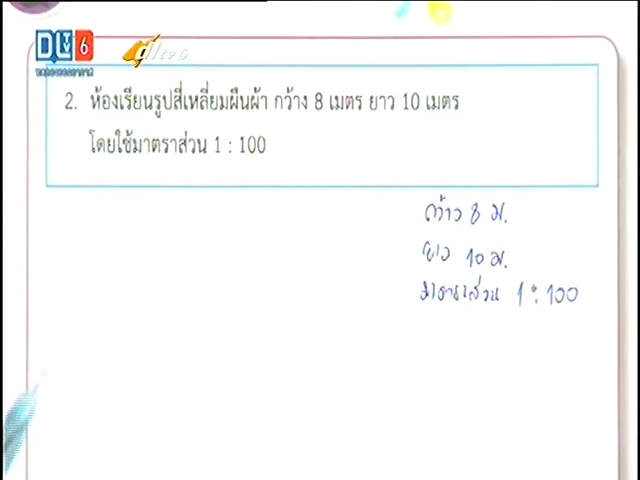 DLTV 6
dltv6
2. ห้องเรียนรูปสี่เหลี่ยมผืนผ้า กว้าง 8 เมตร ยาว 10 เมตร
โดยใช้มาตราส่วน 1 : 100
กว้าง 8 ม.
ยาว 10 ม.
มาตราส่วน 1 : 100